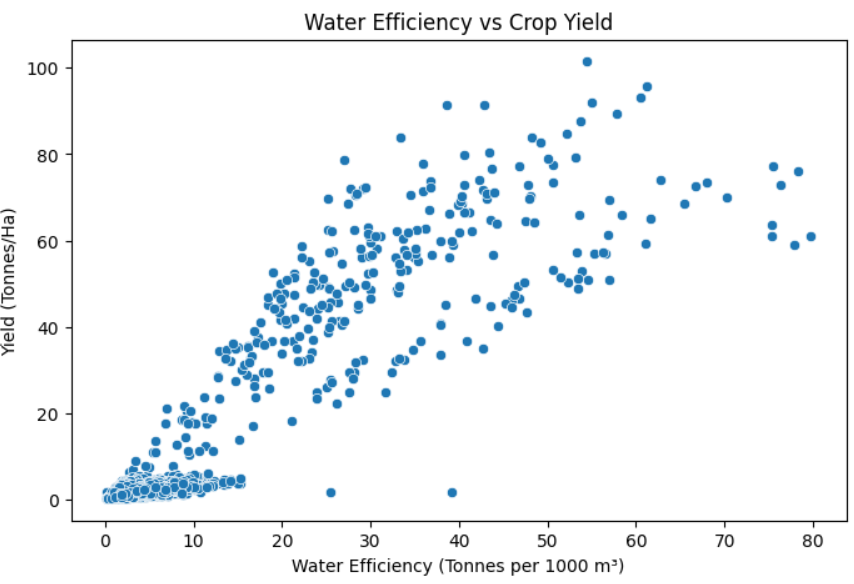 Water Efficiency vs Crop Yield
100
80
60
40
20
0
Yield (Tonnes/Ha)
0 10 20 30 40 50 60 70 80
Water Efficiency (Tonnes per 1000 m³)